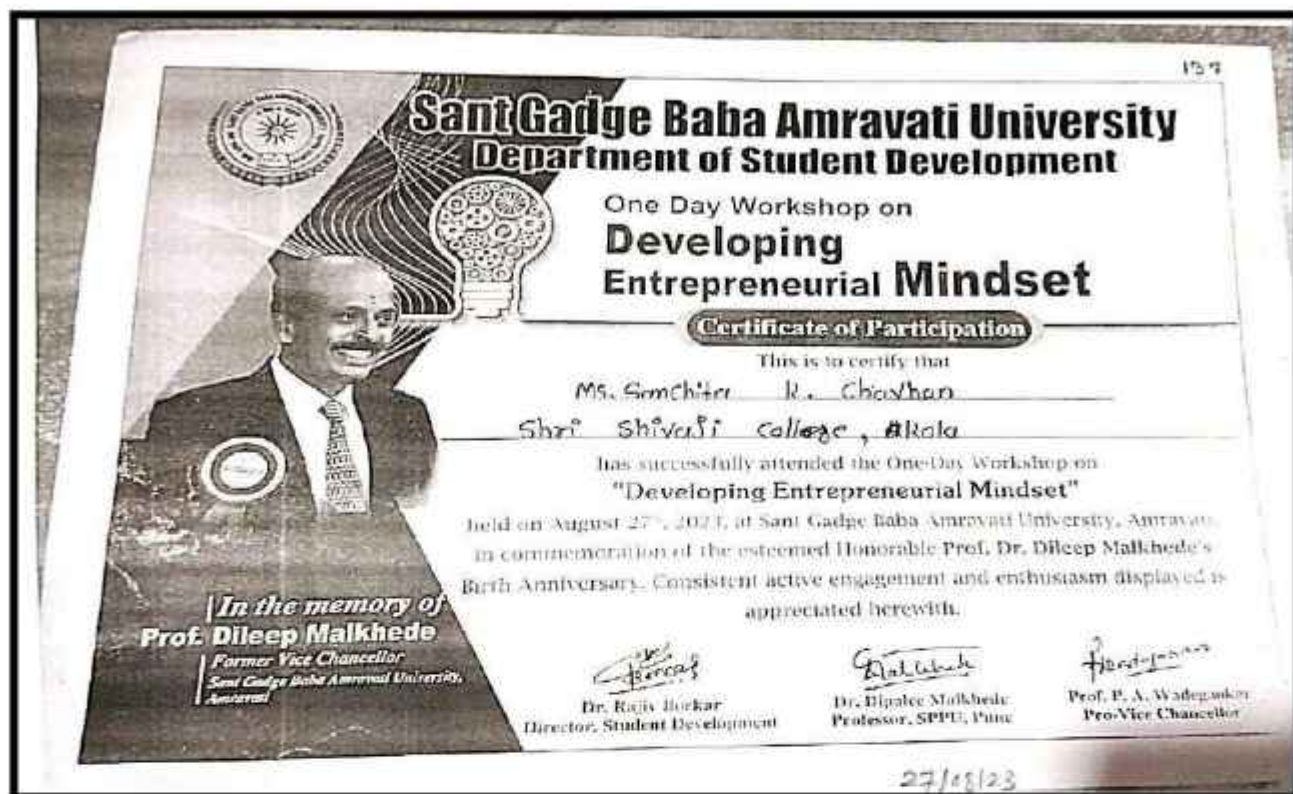 137
Sant Gadge Baba Amravati University
Department of Student Development
One Day Workshop on
Developing
Entrepreneurial Mindset
Certificate of Participation
This is to certify that
Ms. Sanchita R. Chavhan
Shri Shivaji College, Akola
has successfully attended the One-Day Workshop on
"Developing Entrepreneurial Mindset"
held on August 27th, 2023, at Sant Gadge Baba Amravati University, Amravati,
in commemoration of the esteemed Honorable Prof. Dr. Dileep Malkhede's
Birth Anniversary. Consistent active engagement and enthusiasm displayed is
appreciated herewith.
In the memory of
Prof. Dileep Malkhede
Former Vice Chancellor
Sant Gadge Baba Amravati University,
Amravati
Dr. Rajiv Borkar
Director, Student Development
Dr. Dipalee Malkhede
Professor, SPPU, Pune
Prof. P. A. Wadegankar
Pro-Vice Chancellor
27/08/23